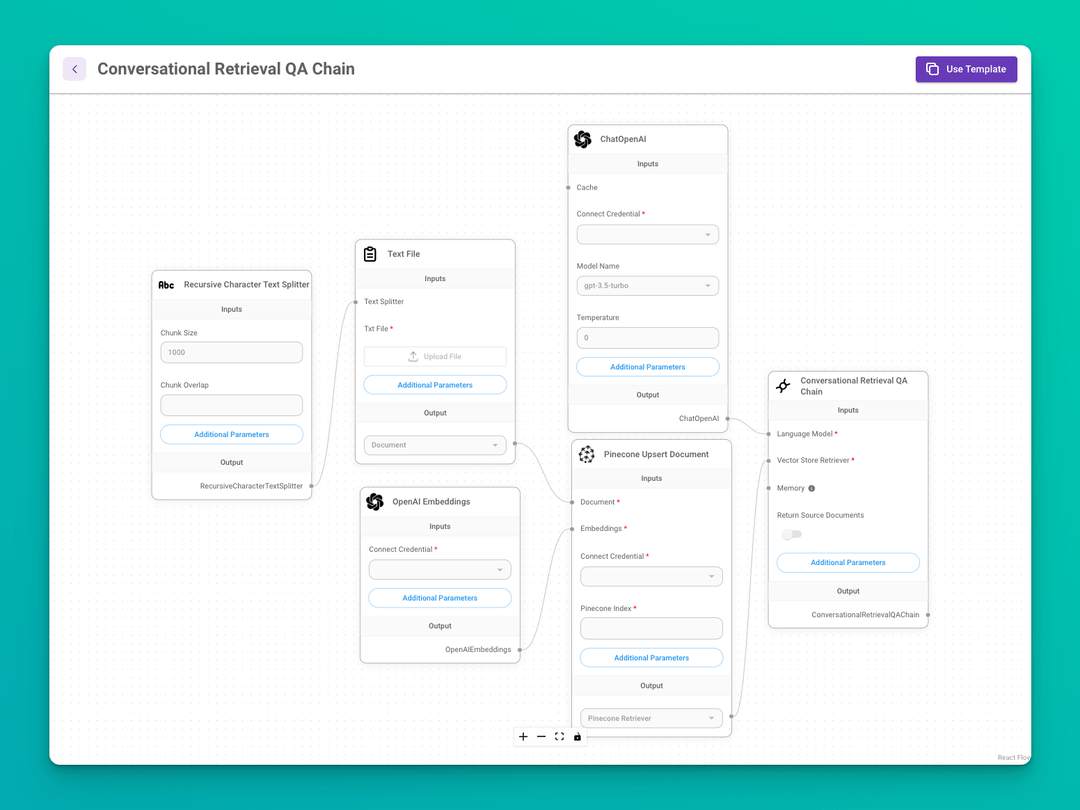 Conversational Retrieval QA Chain
Use Template
Abc Recursive Character Text Splitter
Inputs
Chunk Size
1000
Chunk Overlap
Additional Parameters
Output
RecursiveCharacterTextSplitter
Text File
Inputs
Text Splitter
Txt File *
Upload File
Additional Parameters
Output
Document
OpenAI Embeddings
Inputs
Connect Credential *
Additional Parameters
Output
OpenAIEmbeddings
ChatOpenAI
Inputs
Cache
Connect Credential *
Model Name
gpt-3.5-turbo
Temperature
0
Additional Parameters
Output
ChatOpenAI
Pinecone Upsert Document
Inputs
Document *
Embeddings *
Connect Credential *
Pinecone Index *
Additional Parameters
Output
Pinecone Retriever
Conversational Retrieval QA
Chain
Inputs
Language Model *
Vector Store Retriever *
Memory
Return Source Documents
Additional Parameters
Output
ConversationalRetrievalQAChain
React Flow